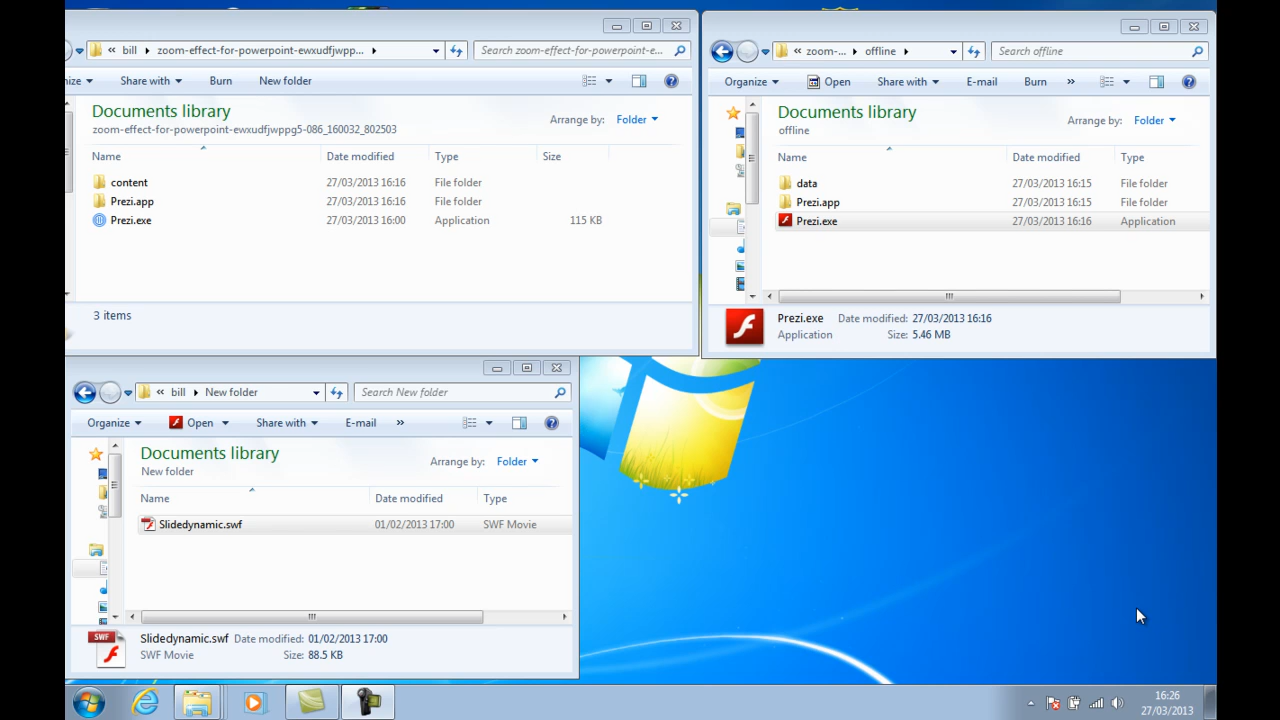 « bill zoom-effect-for-powerpoint-ewxudfjwpp...
Search zoom-effect-for-powerpoint-e...
Share with Burn New folder
Documents library
zoom-effect-for-powerpoint-ewxudfjwppg5-086_160032_802503
Arrange by: Folder
Name Date modified Type Size
content 27/03/2013 16:16 File folder
Prezi.app 27/03/2013 16:16 File folder
Prezi.exe 27/03/2013 16:00 Application 115 KB
3 items
« zoom-... offline
Search offline
Organize Open Share with E-mail Burn »
Documents library
offline
Arrange by: Folder
Name Date modified Type
data 27/03/2013 16:15 File folder
Prezi.app 27/03/2013 16:15 File folder
Prezi.exe 27/03/2013 16:16 Application
Prezi.exe Date modified: 27/03/2013 16:16
Application Size: 5.46 MB
« bill New folder
Search New folder
Organize Open Share with E-mail »
Documents library
New folder
Arrange by: Folder
Name Date modified Type
Slidedynamic.swf 01/02/2013 17:00 SWF Movie
SWF
Slidedynamic.swf Date modified: 01/02/2013 17:00
SWF Movie Size: 88.5 KB
16:26
27/03/2013